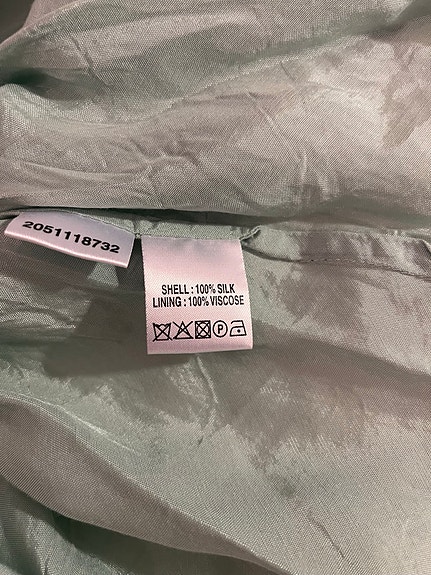 2051118732
SHELL : 100% SILK
LINING : 100% VISCOSE
P